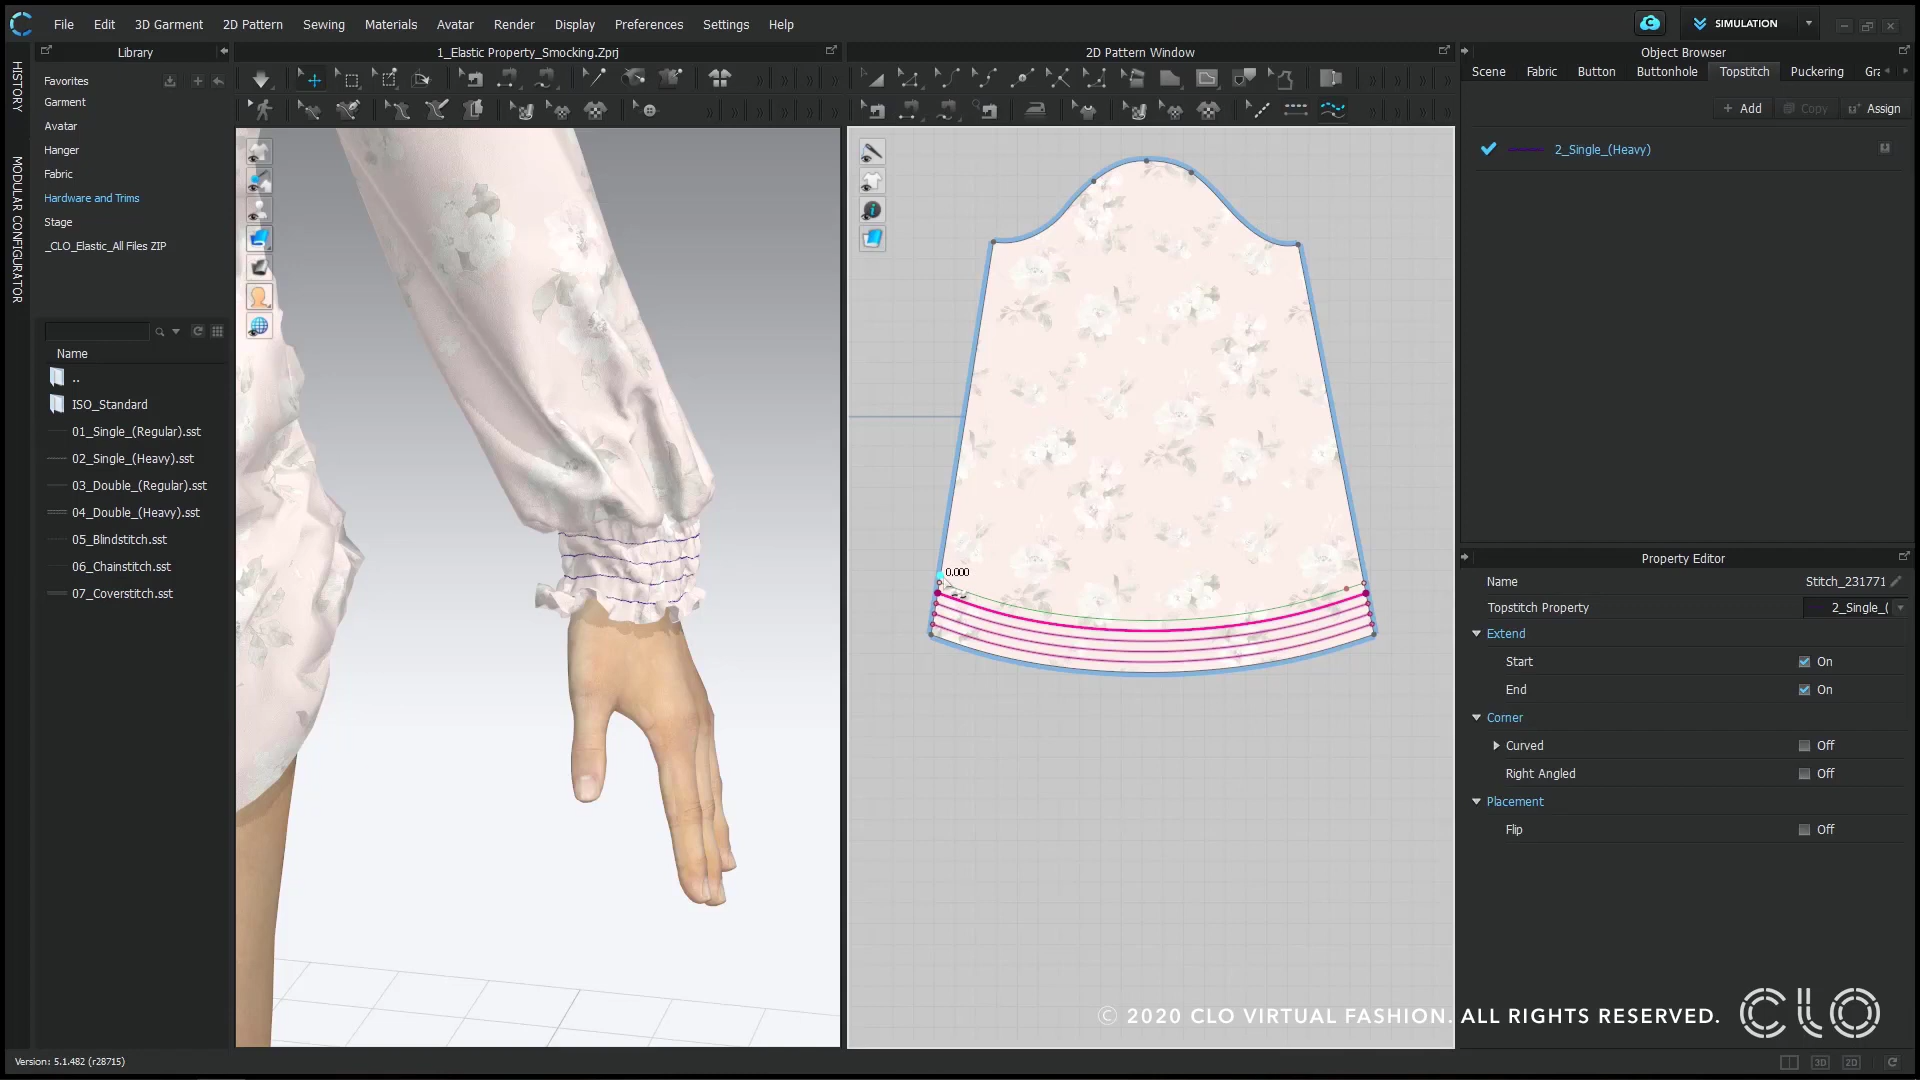 File Edit 3D Garment 2D Pattern Sewing Materials Avatar Render Display Preferences Settings Help
SIMULATION
Library
1_Elastic Property_Smocking.Zprj
2D Pattern Window
Object Browser
HISTORY
MODULAR CONFIGURATOR
Favorites
Garment
Avatar
Hanger
Fabric
Hardware and Trims
Stage
_CLO_Elastic_All Files ZIP
Name
..
ISO_Standard
01_Single_(Regular).sst
02_Single_(Heavy).sst
03_Double_(Regular).sst
04_Double_(Heavy).sst
05_Blindstitch.sst
06_Chainstitch.sst
07_Coverstitch.sst
0.000
Scene Fabric Button Buttonhole Topstitch Puckering Gra
+ Add Copy Assign
2_Single_(Heavy)
Property Editor
Name Stitch_231771
Topstitch Property 2_Single_(
Extend
Start On
End On
Corner
Curved Off
Right Angled Off
Placement
Flip Off
© 2020 CLO VIRTUAL FASHION. ALL RIGHTS RESERVED. CLO
Version: 5.1.482 (r28715)
3D 2D